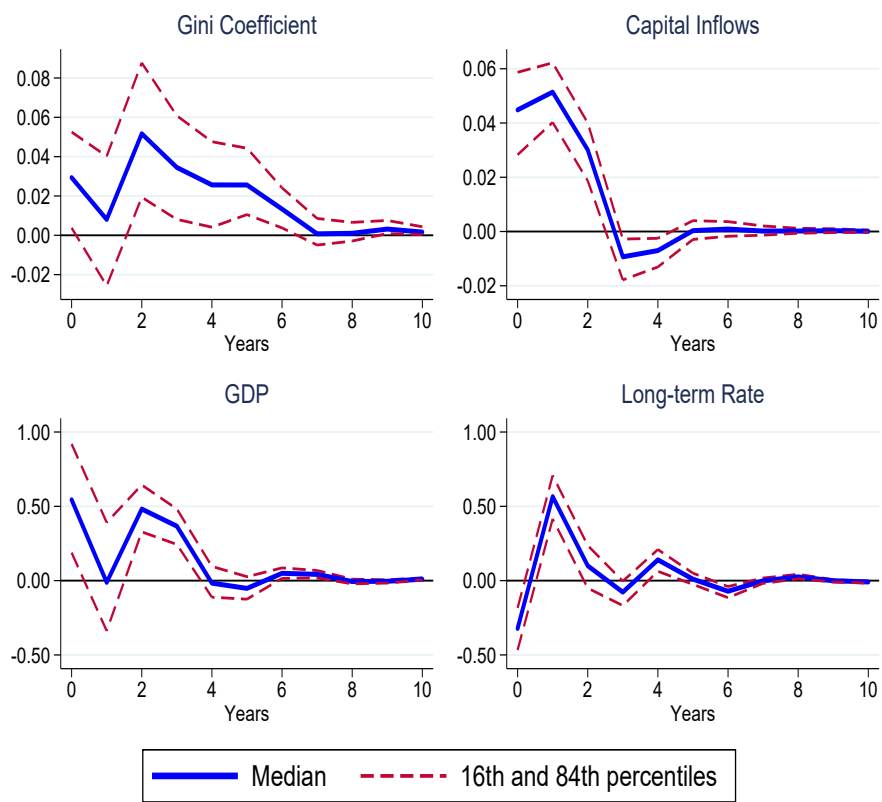 Gini Coefficient
0.08
0.06
0.04
0.02
0.00
-0.02
0 2 4 6 8 10
Years
Capital Inflows
0.06
0.04
0.02
0.00
-0.02
0 2 4 6 8 10
Years
GDP
1.00
0.50
0.00
-0.50
0 2 4 6 8 10
Years
Long-term Rate
1.00
0.50
0.00
-0.50
0 2 4 6 8 10
Years
Median 16th and 84th percentiles